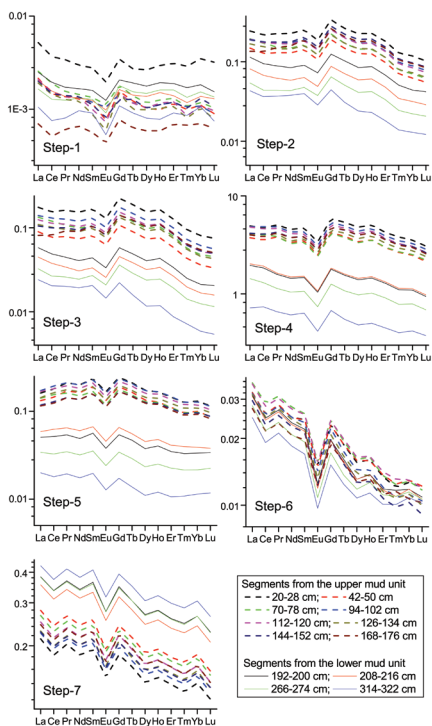 0.01
1E-3
Step-1
La Ce Pr Nd Sm Eu Gd Tb Dy Ho Er Tm Yb Lu
0.1
0.01
Step-2
La Ce Pr Nd Sm Eu Gd Tb Dy Ho Er Tm Yb Lu
0.1
0.01
Step-3
La Ce Pr Nd Sm Eu Gd Tb Dy Ho Er Tm Yb Lu
10
1
Step-4
La Ce Pr Nd Sm Eu Gd Tb Dy Ho Er Tm Yb Lu
0.1
0.01
Step-5
La Ce Pr Nd Sm Eu Gd Tb Dy Ho Er Tm Yb Lu
0.03
0.02
0.01
Step-6
La Ce Pr Nd Sm Eu Gd Tb Dy Ho Er Tm Yb Lu
0.4
0.3
0.2
Step-7
La Ce Pr Nd Sm Eu Gd Tb Dy Ho Er Tm Yb Lu
Segments from the upper mud unit
20-28 cm; 42-50 cm
70-78 cm; 94-102 cm
112-120 cm; 126-134 cm
144-152 cm; 168-176 cm
Segments from the lower mud unit
192-200 cm; 208-216 cm
266-274 cm; 314-322 cm